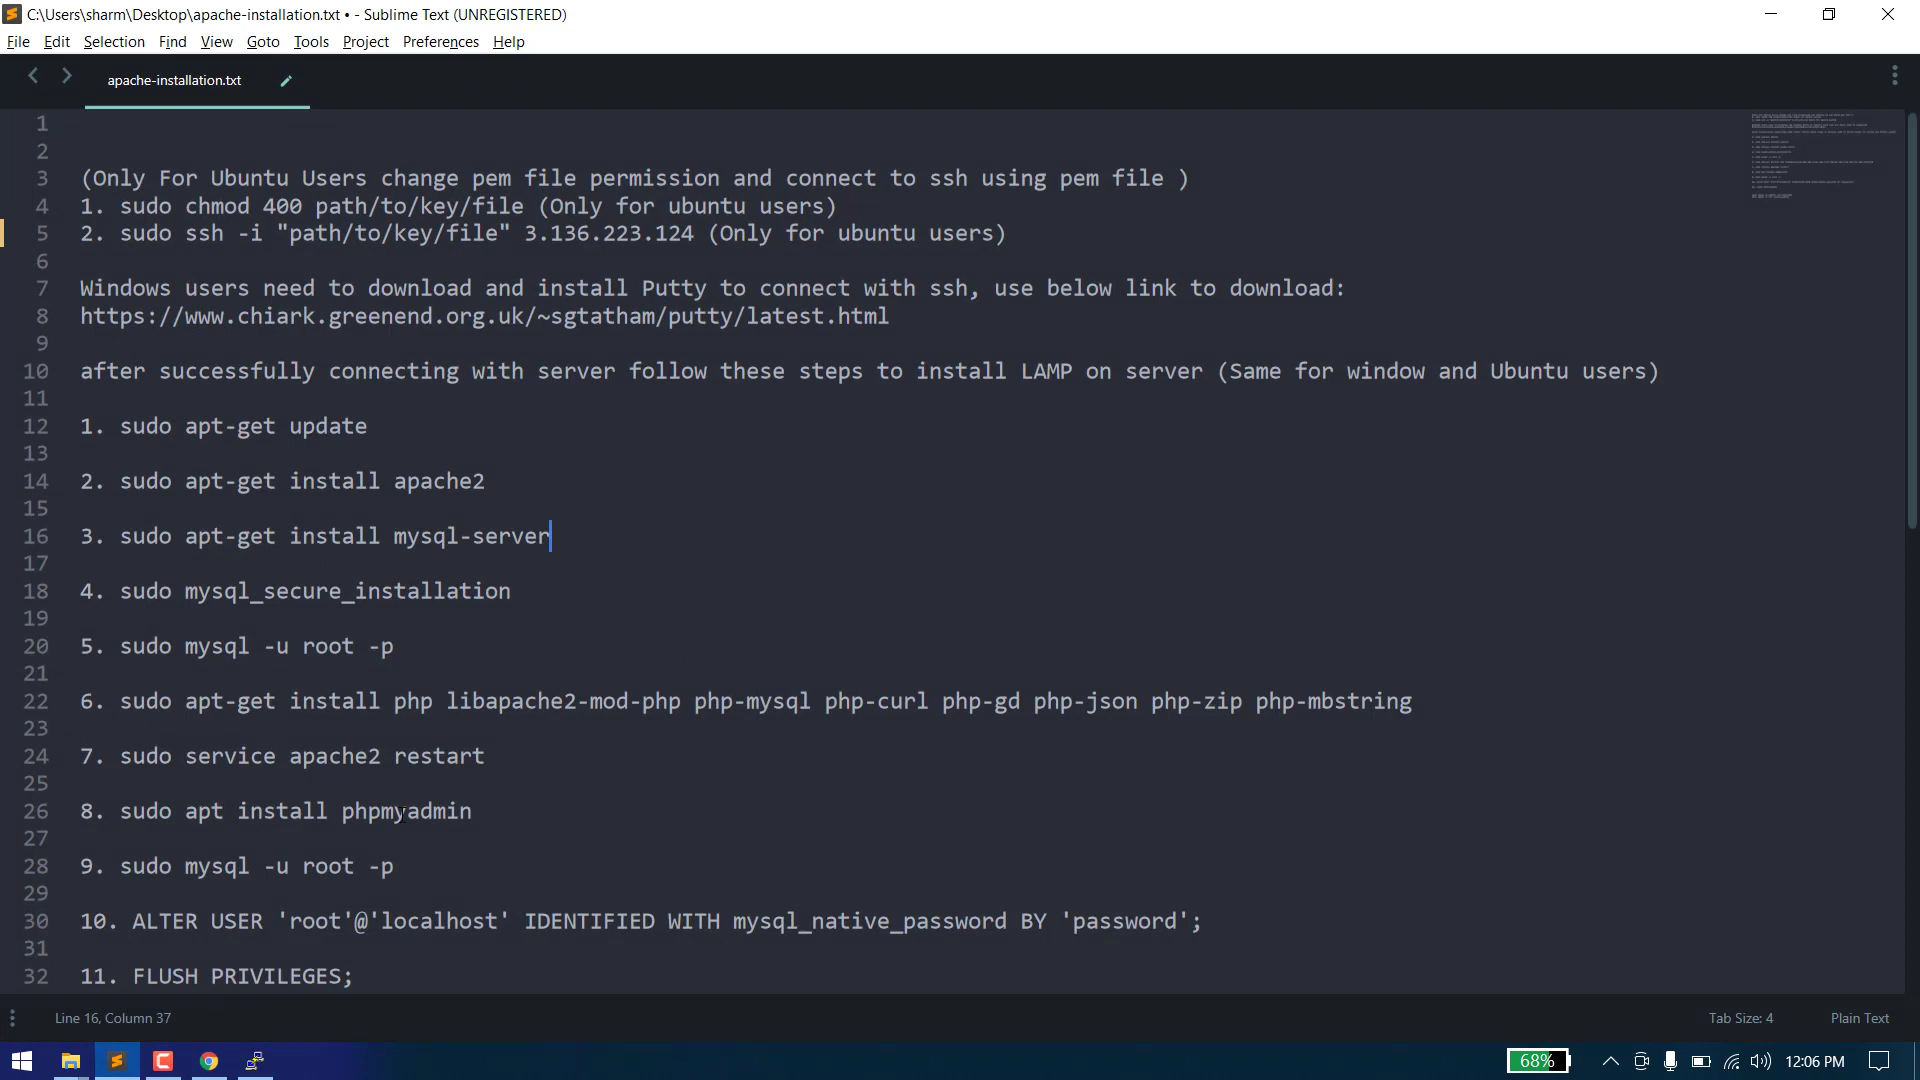 C:\Users\sharm\Desktop\apache-installation.txt • - Sublime Text (UNREGISTERED)
File Edit Selection Find View Goto Tools Project Preferences Help
apache-installation.txt
1
2
3 (Only For Ubuntu Users change pem file permission and connect to ssh using pem file )
4 1. sudo chmod 400 path/to/key/file (Only for ubuntu users)
5 2. sudo ssh -i "path/to/key/file" 3.136.223.124 (Only for ubuntu users)
6
7 Windows users need to download and install Putty to connect with ssh, use below link to download:
8 https://www.chiark.greenend.org.uk/~sgtatham/putty/latest.html
9
10 after successfully connecting with server follow these steps to install LAMP on server (Same for window and Ubuntu users)
11
12 1. sudo apt-get update
13
14 2. sudo apt-get install apache2
15
16 3. sudo apt-get install mysql-server
17
18 4. sudo mysql_secure_installation
19
20 5. sudo mysql -u root -p
21
22 6. sudo apt-get install php libapache2-mod-php php-mysql php-curl php-gd php-json php-zip php-mbstring
23
24 7. sudo service apache2 restart
25
26 8. sudo apt install phpmyadmin
27
28 9. sudo mysql -u root -p
29
30 10. ALTER USER 'root'@'localhost' IDENTIFIED WITH mysql_native_password BY 'password';
31
32 11. FLUSH PRIVILEGES;
Line 16, Column 37 Tab Size: 4 Plain Text
68% 12:06 PM